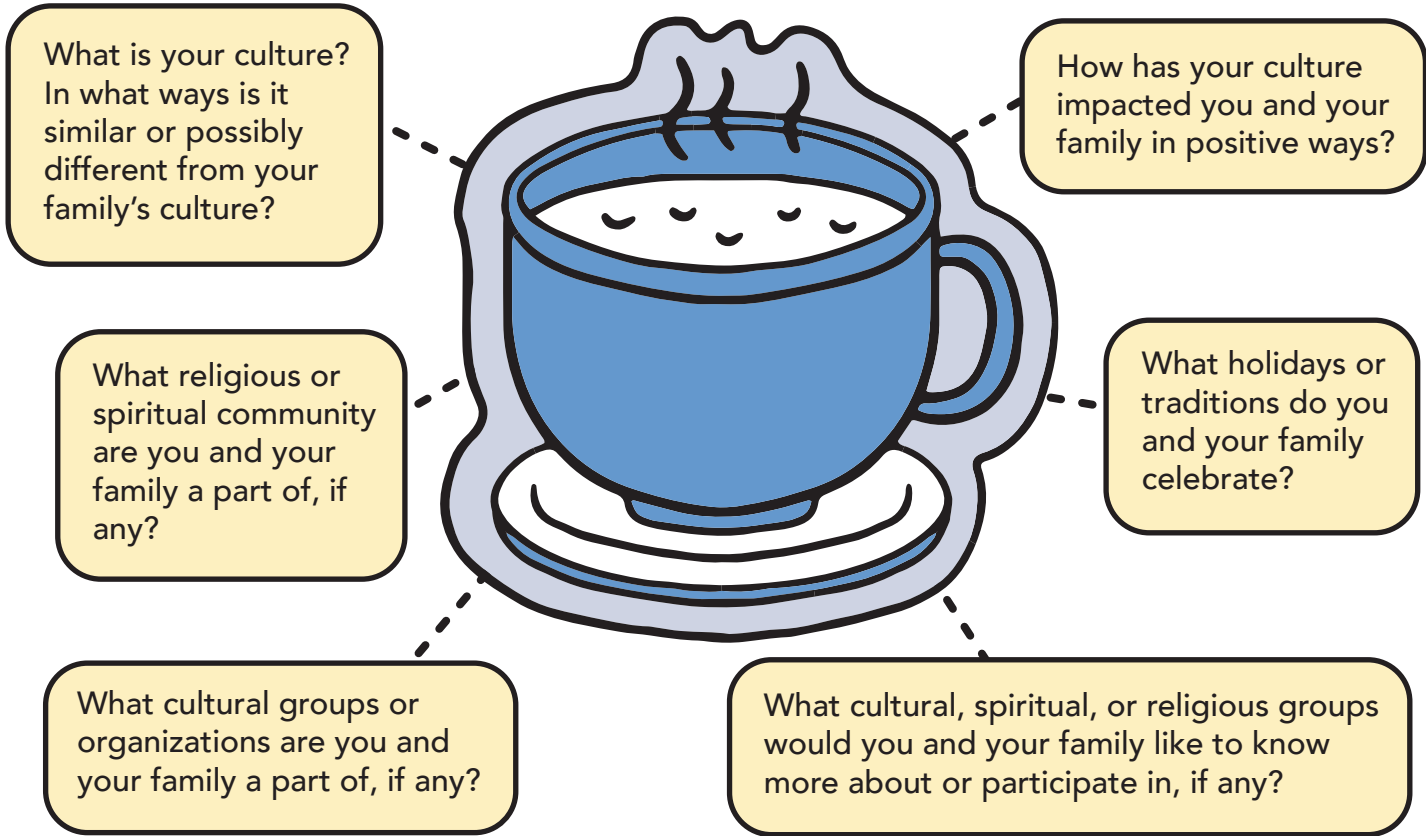 What is your culture?
In what ways is it
similar or possibly
different from your
family’s culture?
How has your culture
impacted you and your
family in positive ways?
What religious or
spiritual community
are you and your
family a part of, if
any?
What holidays or
traditions do you
and your family
celebrate?
What cultural groups or
organizations are you and
your family a part of, if any?
What cultural, spiritual, or religious groups
would you and your family like to know
more about or participate in, if any?